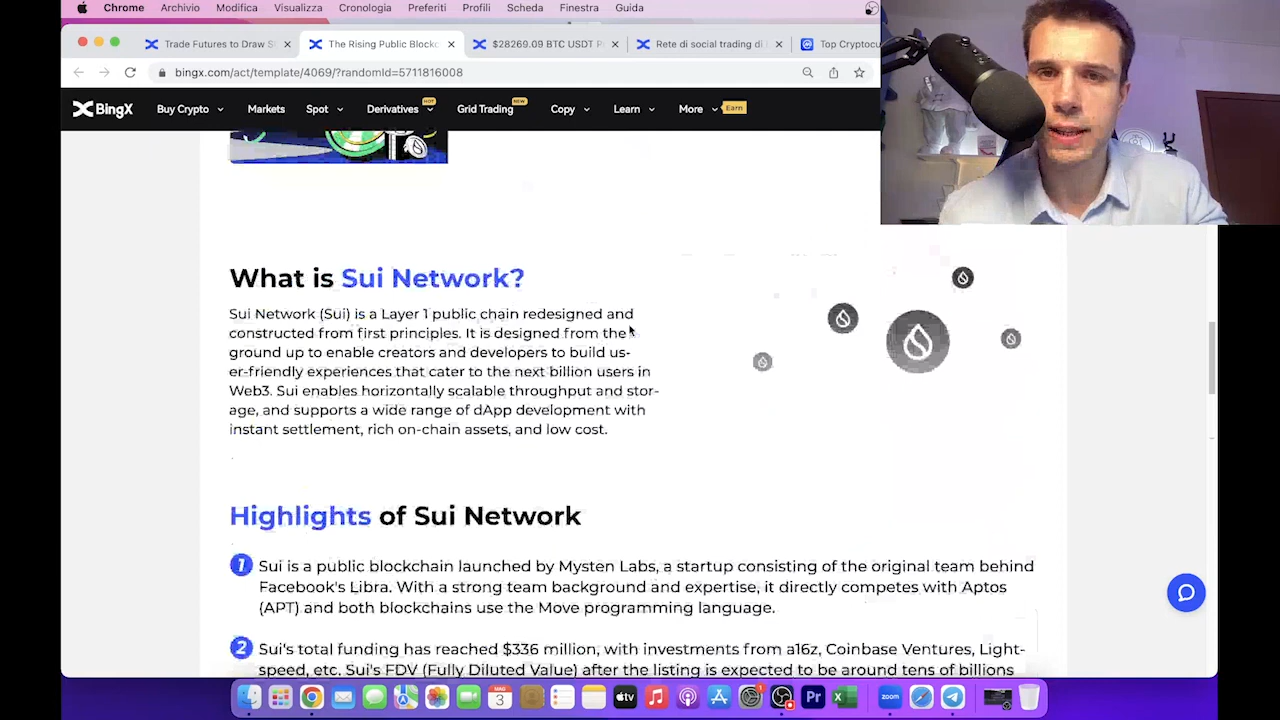 Chrome Archivio Modifica Visualizza Cronologia Preferiti Profili Scheda Finestra Guida
Trade Futures to Draw S
The Rising Public Blockc
$28269.09 BTC USDT P
Rete di social trading di
Top Cryptocu
bingx.com/act/template/4069/?randomId=5711816008
BingX Buy Crypto Markets Spot Derivatives HOT Grid Trading NEW Copy Learn More Earn
What is Sui Network?
Sui Network (Sui) is a Layer 1 public chain redesigned and
constructed from first principles. It is designed from the
ground up to enable creators and developers to build us-
er-friendly experiences that cater to the next billion users in
Web3. Sui enables horizontally scalable throughput and stor-
age, and supports a wide range of dApp development with
instant settlement, rich on-chain assets, and low cost.
Highlights of Sui Network
1 Sui is a public blockchain launched by Mysten Labs, a startup consisting of the original team behind
Facebook's Libra. With a strong team background and expertise, it directly competes with Aptos
(APT) and both blockchains use the Move programming language.
2 Sui's total funding has reached $336 million, with investments from a16z, Coinbase Ventures, Light-
speed, etc. Sui's FDV (Fully Diluted Value) after the listing is expected to be around tens of billions
MAG
3
tv
1
Pr
X
zoom